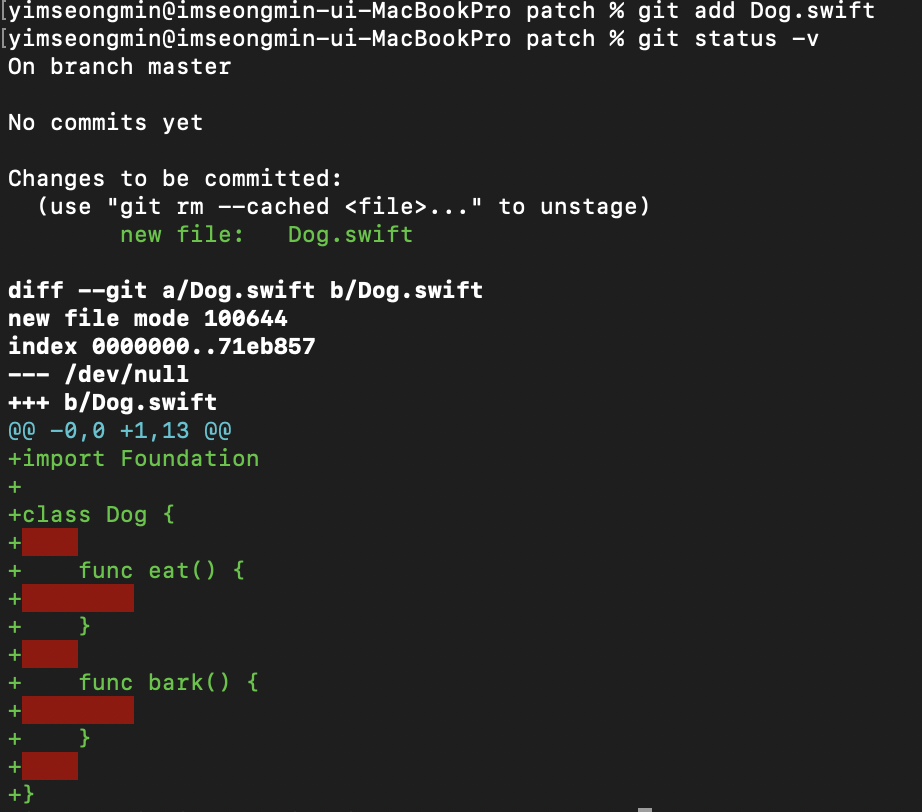 [yimseongmin@imseongmin-ui-MacBookPro patch % git add Dog.swift
[yimseongmin@imseongmin-ui-MacBookPro patch % git status -v
On branch master
No commits yet
Changes to be committed:
  (use "git rm --cached <file>..." to unstage)
        new file:   Dog.swift
diff --git a/Dog.swift b/Dog.swift
new file mode 100644
index 0000000..71eb857
--- /dev/null
+++ b/Dog.swift
@@ -0,0 +1,13 @@
+import Foundation
+
+class Dog {
+
+    func eat() {
+
+    }
+
+    func bark() {
+
+    }
+
+}